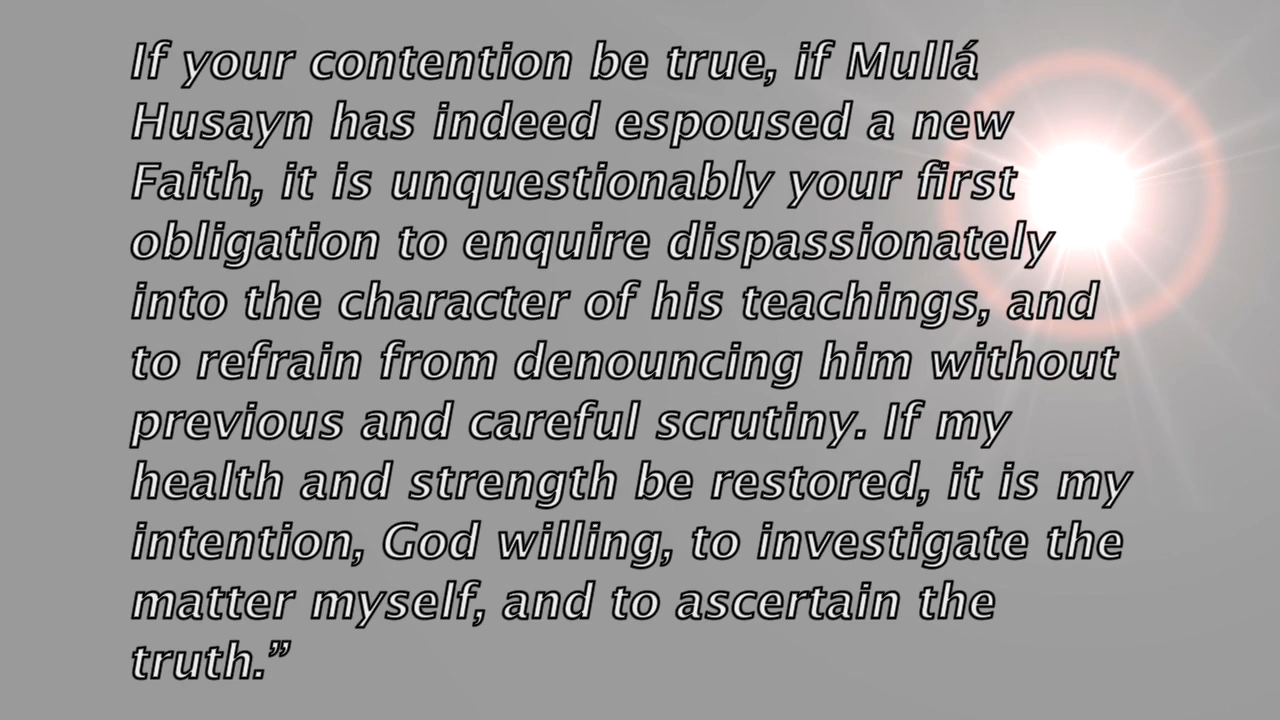 If your contention be true, if Mullá
Husayn has indeed espoused a new
Faith, it is unquestionably your first
obligation to enquire dispassionately
into the character of his teachings, and
to refrain from denouncing him without
previous and careful scrutiny. If my
health and strength be restored, it is my
intention, God willing, to investigate the
matter myself, and to ascertain the
truth.”